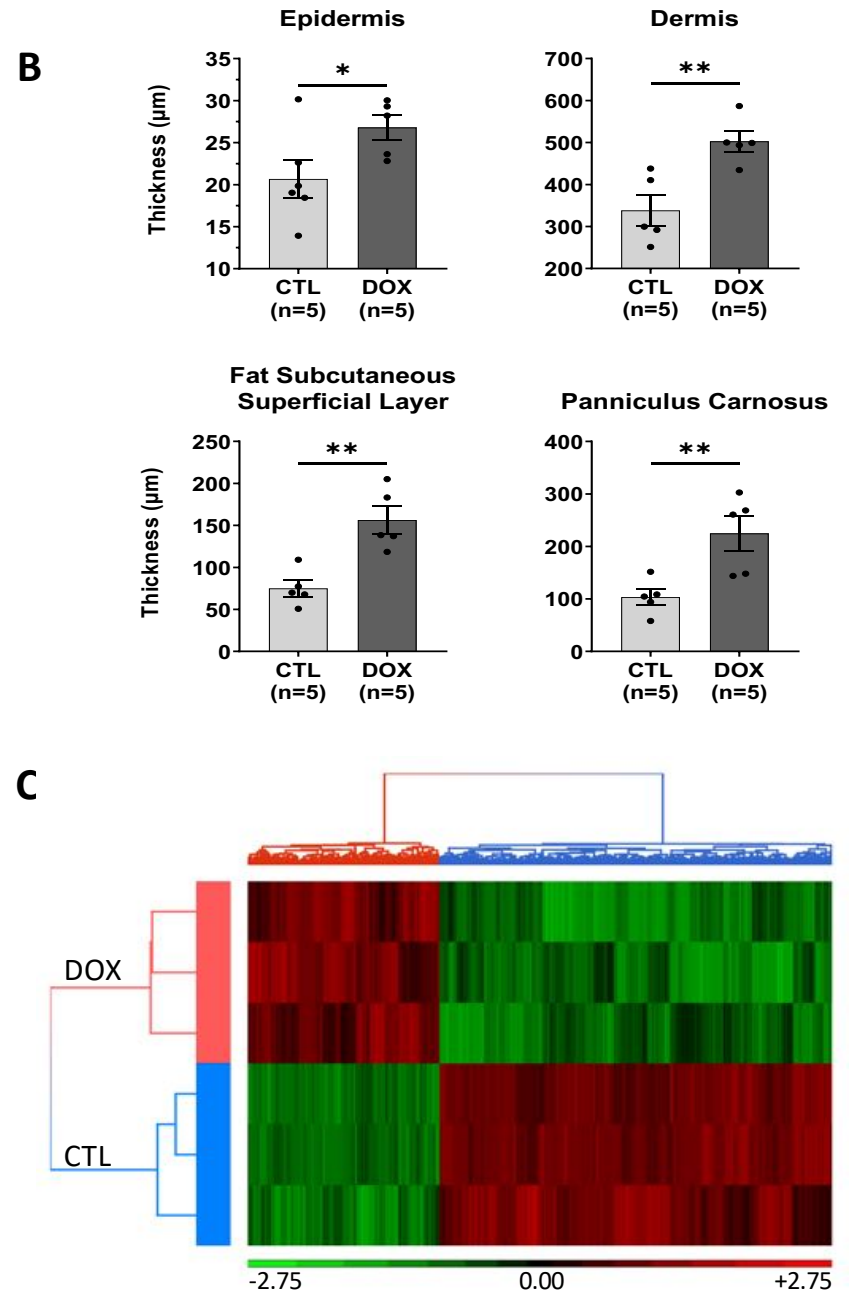 B
Epidermis
Thickness (µm)
35
30
25
20
15
10
*
CTL
(n=5)
DOX
(n=5)
Dermis
700
600
500
400
300
200
**
CTL
(n=5)
DOX
(n=5)
Fat Subcutaneous
Superficial Layer
Thickness (µm)
250
200
150
100
50
0
**
CTL
(n=5)
DOX
(n=5)
Panniculus Carnosus
400
300
200
100
0
**
CTL
(n=5)
DOX
(n=5)
C
DOX
CTL
-2.75 0.00 +2.75